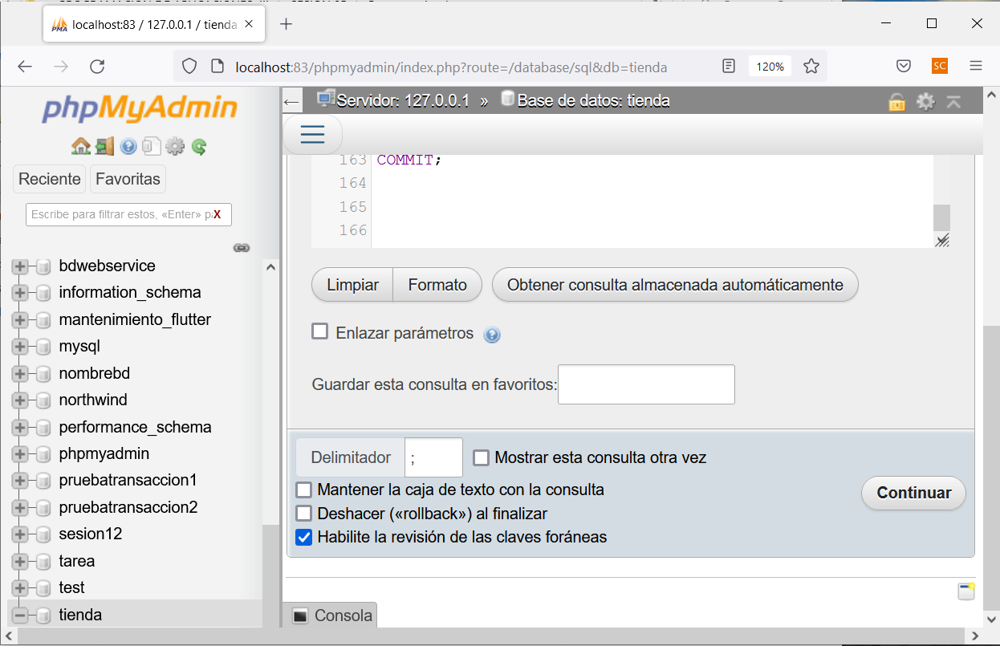 localhost:83 / 127.0.0.1 / tienda
localhost:83/phpmyadmin/index.php?route=/database/sql&db=tienda
120%
SC
phpMyAdmin
Reciente
Favoritas
Escribe para filtrar estos, «Enter» pa
X
bdwebservice
information_schema
mantenimiento_flutter
mysql
nombrebd
northwind
performance_schema
phpmyadmin
pruebatransaccion1
pruebatransaccion2
sesion12
tarea
test
tienda
Servidor: 127.0.0.1 » Base de datos: tienda
163 COMMIT;
164
165
166
Limpiar
Formato
Obtener consulta almacenada automáticamente
Enlazar parámetros
Guardar esta consulta en favoritos:
Delimitador ; Mostrar esta consulta otra vez
Mantener la caja de texto con la consulta
Deshacer («rollback») al finalizar
Habilite la revisión de las claves foráneas
Continuar
Consola